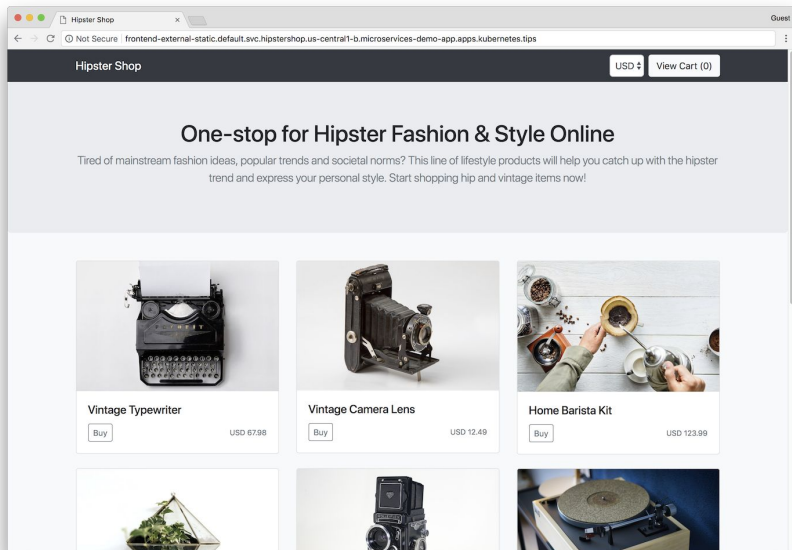 Hipster Shop
Guest
Not Secure | frontend-external-static.default.svc.hipstershop.us-central1-b.microservices-demo-app.apps.kubernetes.tips
Hipster Shop
USD
View Cart (0)
One-stop for Hipster Fashion & Style Online
Tired of mainstream fashion ideas, popular trends and societal norms? This line of lifestyle products will help you catch up with the hipster
trend and express your personal style. Start shopping hip and vintage items now!
Vintage Typewriter
Buy
USD 67.98
Vintage Camera Lens
Buy
USD 12.49
Home Barista Kit
Buy
USD 123.99